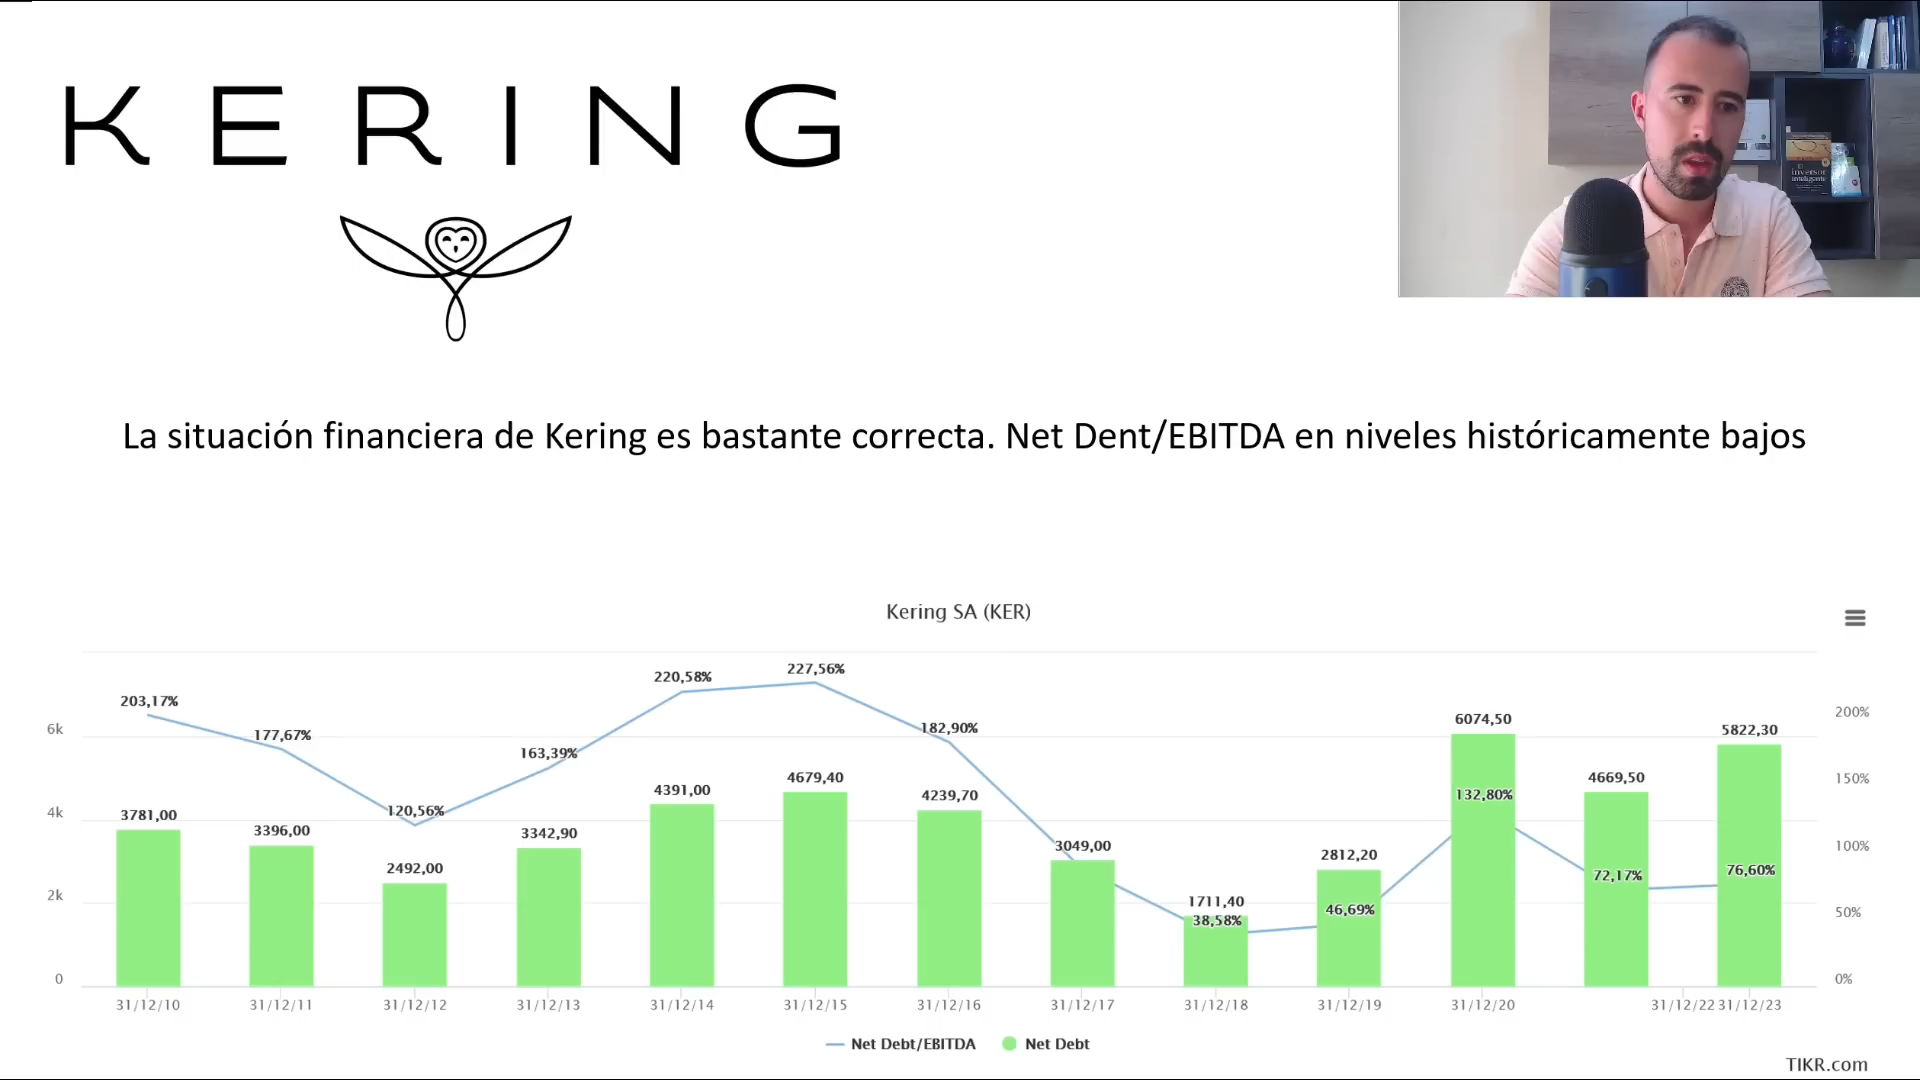 KERING
La situación financiera de Kering es bastante correcta. Net Dent/EBITDA en niveles históricamente bajos
inversor
inteligente
Kering SA (KER)
203,17% 177,67% 120,56% 163,39% 220,58% 227,56% 182,90% 38,58% 46,69% 132,80% 72,17% 76,60%
3781,00 3396,00 2492,00 3342,90 4391,00 4679,40 4239,70 3049,00 1711,40 2812,20 6074,50 4669,50 5822,30
6k
4k
2k
0
200%
150%
100%
50%
0%
31/12/10 31/12/11 31/12/12 31/12/13 31/12/14 31/12/15 31/12/16 31/12/17 31/12/18 31/12/19 31/12/20 31/12/22 31/12/23
Net Debt/EBITDA Net Debt
TIKR.com